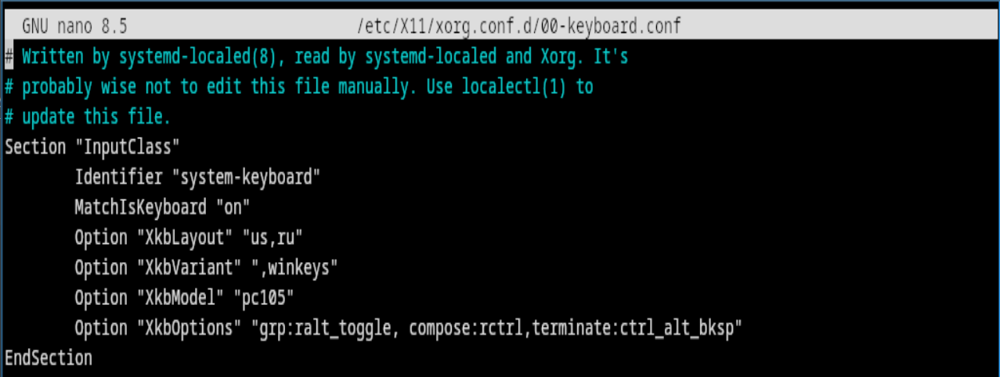 GNU nano 8.5 /etc/X11/xorg.conf.d/00-keyboard.conf
# Written by systemd-localed(8), read by systemd-localed and Xorg. It's
# probably wise not to edit this file manually. Use localectl(1) to
# update this file.
Section "InputClass"
Identifier "system-keyboard"
MatchIsKeyboard "on"
Option "XkbLayout" "us,ru"
Option "XkbVariant" ",winkeys"
Option "XkbModel" "pc105"
Option "XkbOptions" "grp:ralt_toggle, compose:rctrl,terminate:ctrl_alt_bksp"
EndSection